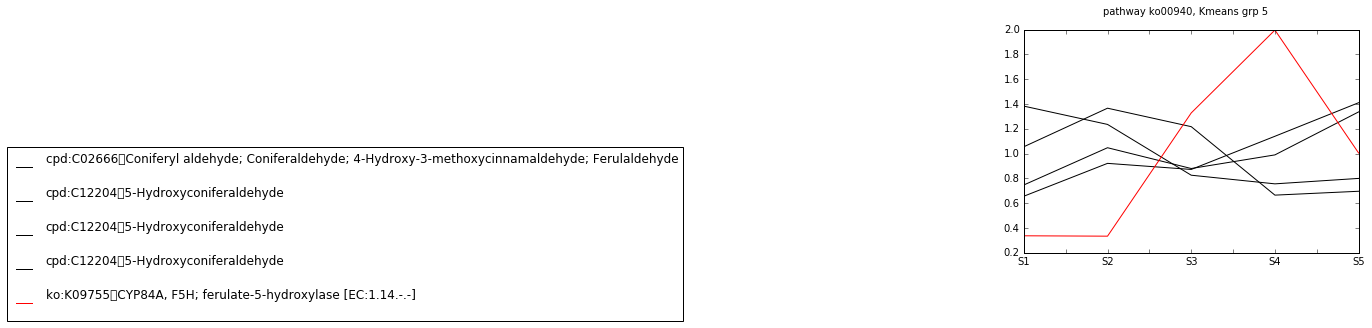 pathway ko00940, Kmeans grp 5
2.0
1.8
1.6
1.4
1.2
1.0
0.8
0.6
0.4
0.2
S1 S2 S3 S4 S5
cpd:C02666▯Coniferyl aldehyde; Coniferaldehyde; 4-Hydroxy-3-methoxycinnamaldehyde; Ferulaldehyde
cpd:C12204▯5-Hydroxyconiferaldehyde
cpd:C12204▯5-Hydroxyconiferaldehyde
cpd:C12204▯5-Hydroxyconiferaldehyde
ko:K09755▯CYP84A, F5H; ferulate-5-hydroxylase [EC:1.14.-.-]